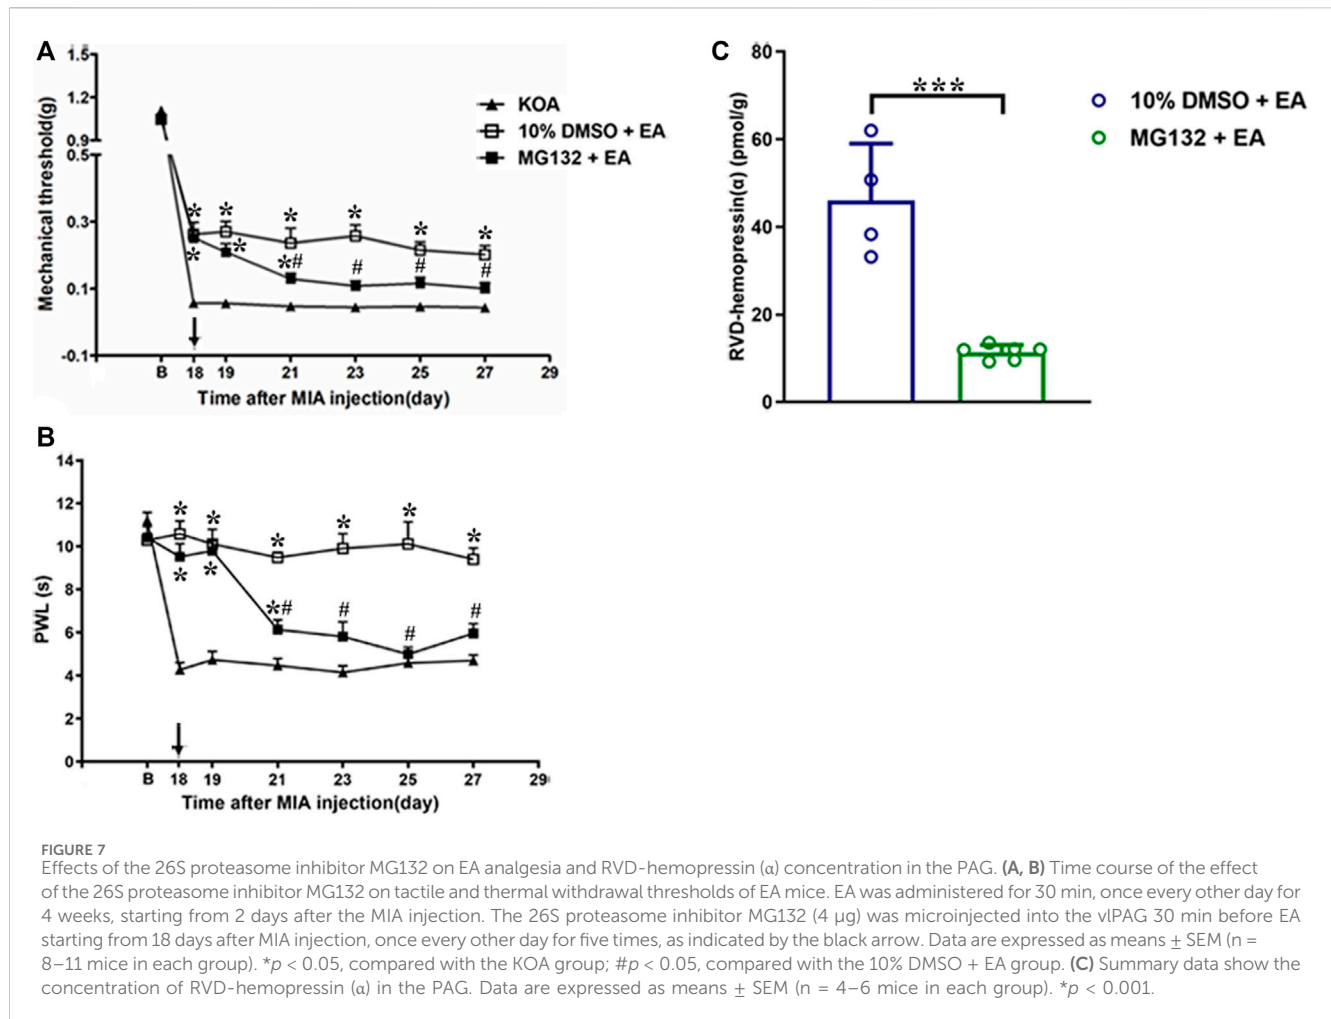 A
1.5
1.2
0.9
0.5
0.3
0.1
-0.1
Mechanical threshold(g)
KOA
10% DMSO + EA
MG132 + EA
* * * * * *
* * *# # # #
B 18 19 21 23 25 27 29
Time after MIA injection(day)
B
14
12
10
8
6
4
2
0
PWL (s)
* * * * * *
* * *# # # #
B 18 19 21 23 25 27 29
Time after MIA injection(day)
C
80
60
40
20
0
RVD-hemopressin(α) (pmol/g)
***
10% DMSO + EA
MG132 + EA
FIGURE 7
Effects of the 26S proteasome inhibitor MG132 on EA analgesia and RVD-hemopressin (α) concentration in the PAG. (A, B) Time course of the effect
of the 26S proteasome inhibitor MG132 on tactile and thermal withdrawal thresholds of EA mice. EA was administered for 30 min, once every other day for
4 weeks, starting from 2 days after the MIA injection. The 26S proteasome inhibitor MG132 (4 μg) was microinjected into the vlPAG 30 min before EA
starting from 18 days after MIA injection, once every other day for five times, as indicated by the black arrow. Data are expressed as means ± SEM (n =
8–11 mice in each group). *p < 0.05, compared with the KOA group; #p < 0.05, compared with the 10% DMSO + EA group. (C) Summary data show the
concentration of RVD-hemopressin (α) in the PAG. Data are expressed as means ± SEM (n = 4–6 mice in each group). *p < 0.001.